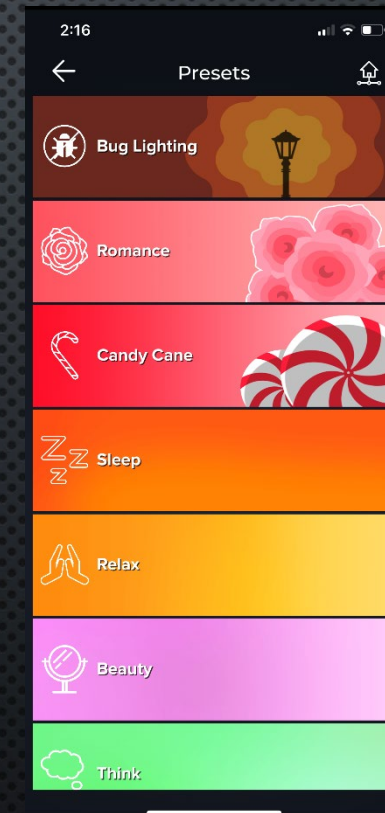 2:16
Presets
Bug Lighting
Romance
Candy Cane
Z Z Z Sleep
Relax
Beauty
Think